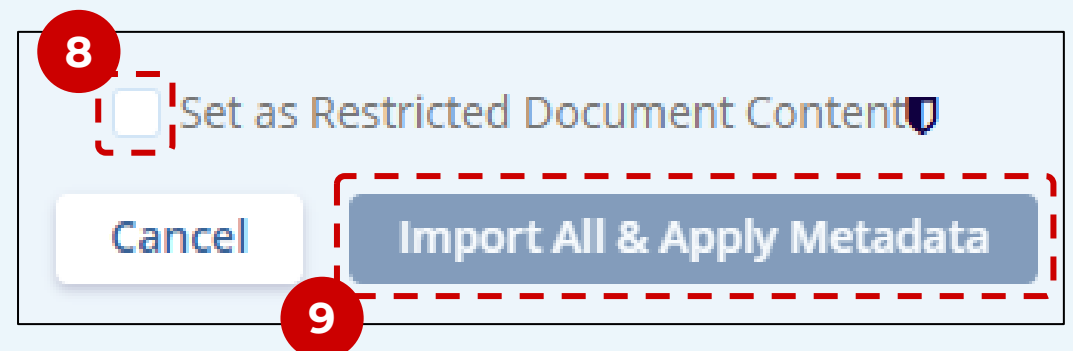 8
Set as Restricted Document Content
Cancel
Import All & Apply Metadata
9